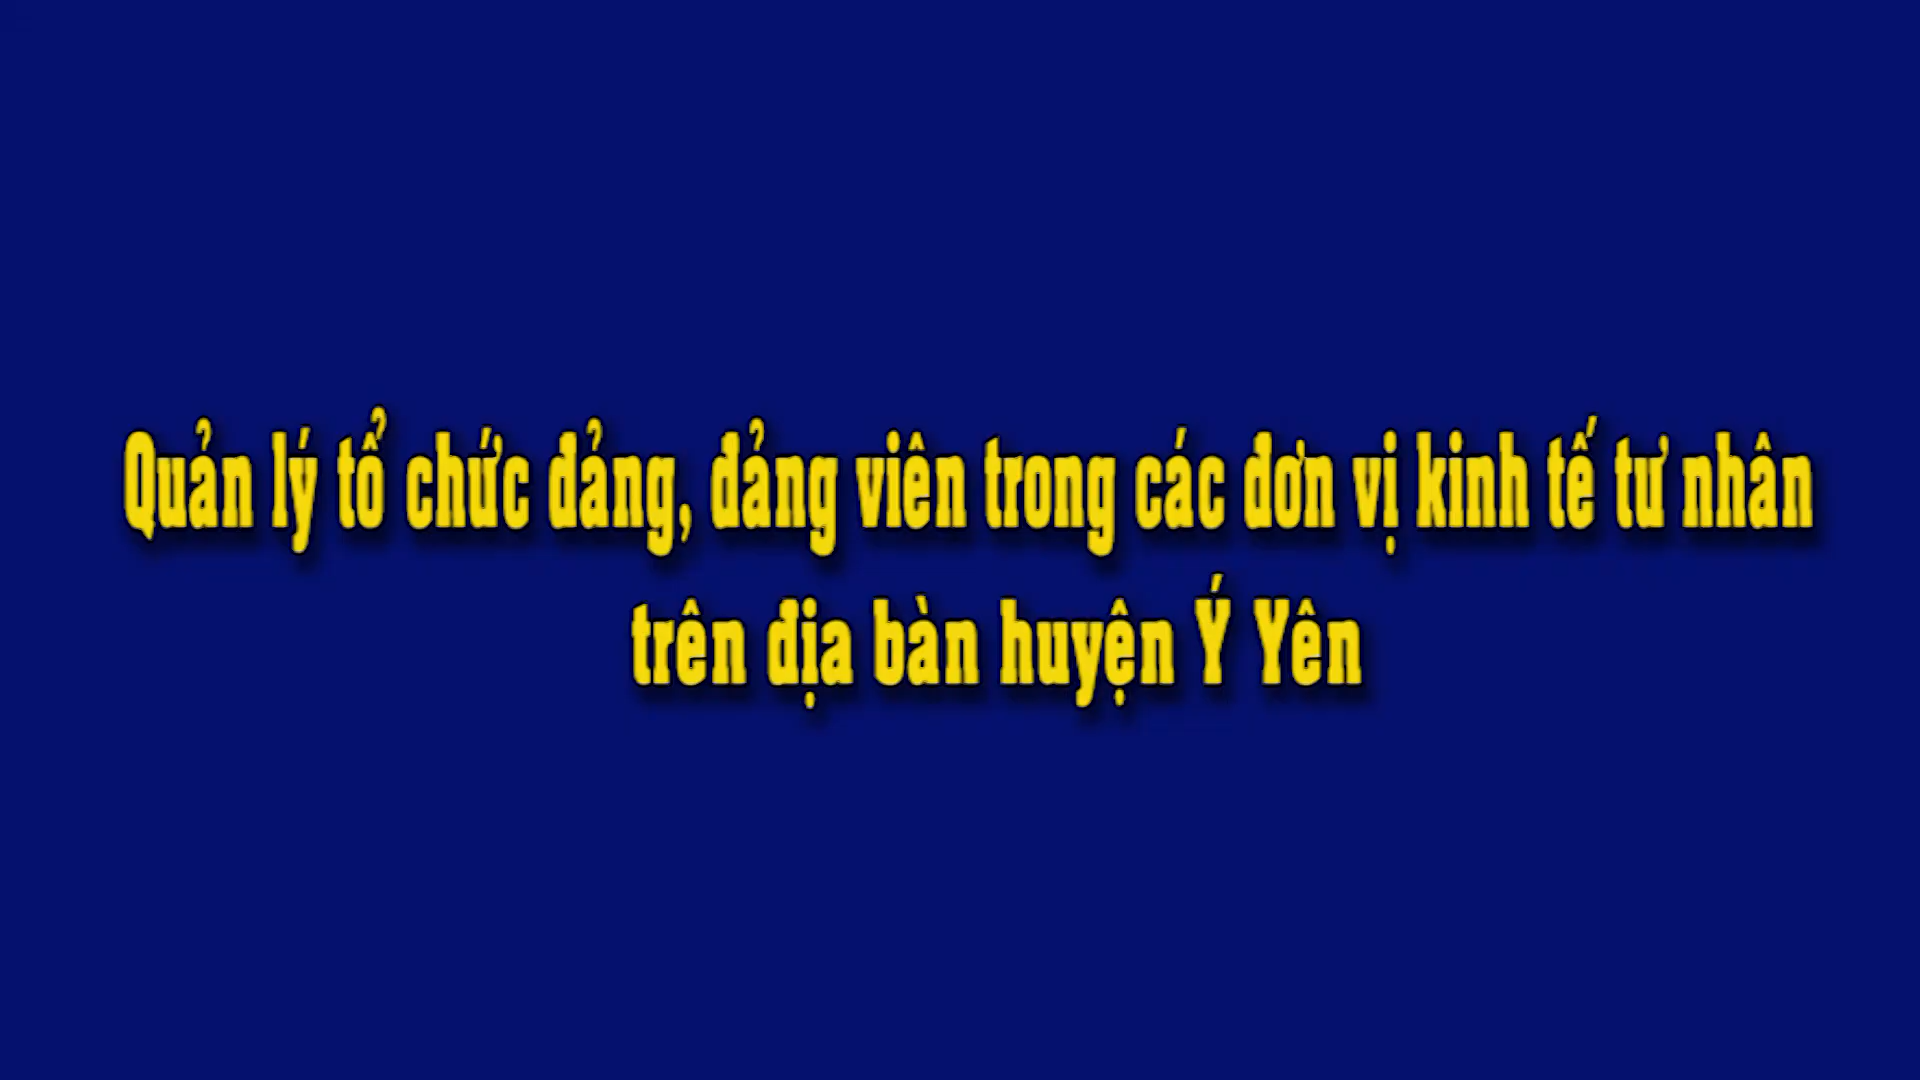 Quản lý tổ chức đảng, đảng viên trong các đơn vị kinh tế tư nhân
trên địa bàn huyện Ý Yên